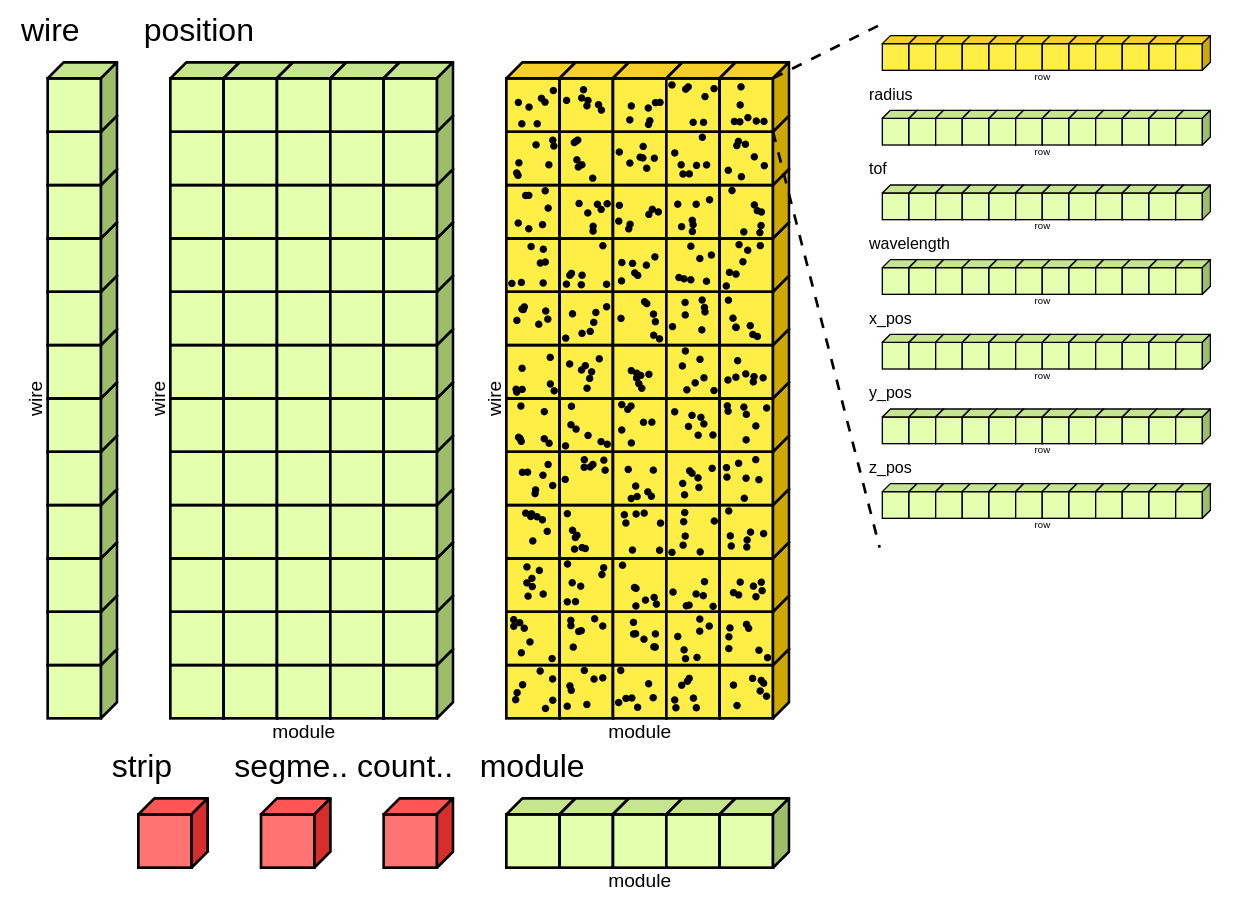 wire
position
wire
wire
wire
module
module
row
radius
row
tof
row
wavelength
row
x_pos
row
y_pos
row
z_pos
row
strip
segme..
count..
module
module